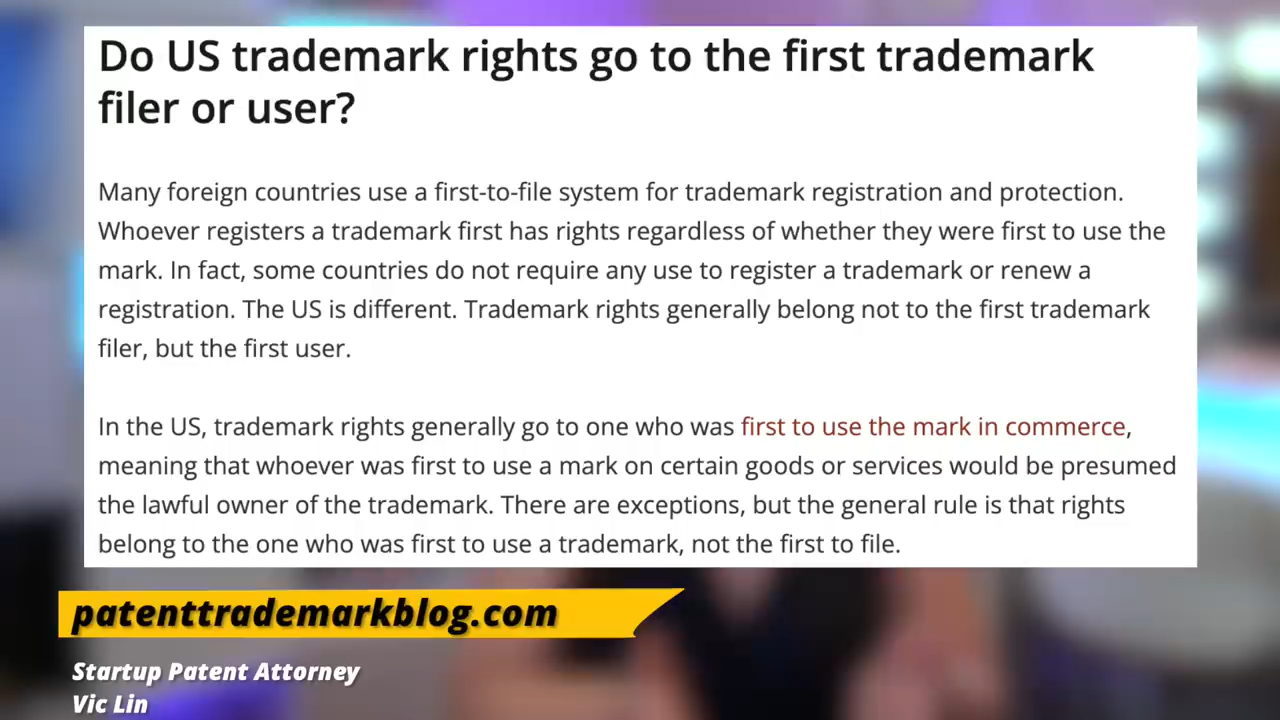 Do US trademark rights go to the first trademark
filer or user?
Many foreign countries use a first-to-file system for trademark registration and protection.
Whoever registers a trademark first has rights regardless of whether they were first to use the
mark. In fact, some countries do not require any use to register a trademark or renew a
registration. The US is different. Trademark rights generally belong not to the first trademark
filer, but the first user.
In the US, trademark rights generally go to one who was first to use the mark in commerce,
meaning that whoever was first to use a mark on certain goods or services would be presumed
the lawful owner of the trademark. There are exceptions, but the general rule is that rights
belong to the one who was first to use a trademark, not the first to file.
patenttrademarkblog.com
Startup Patent Attorney
Vic Lin